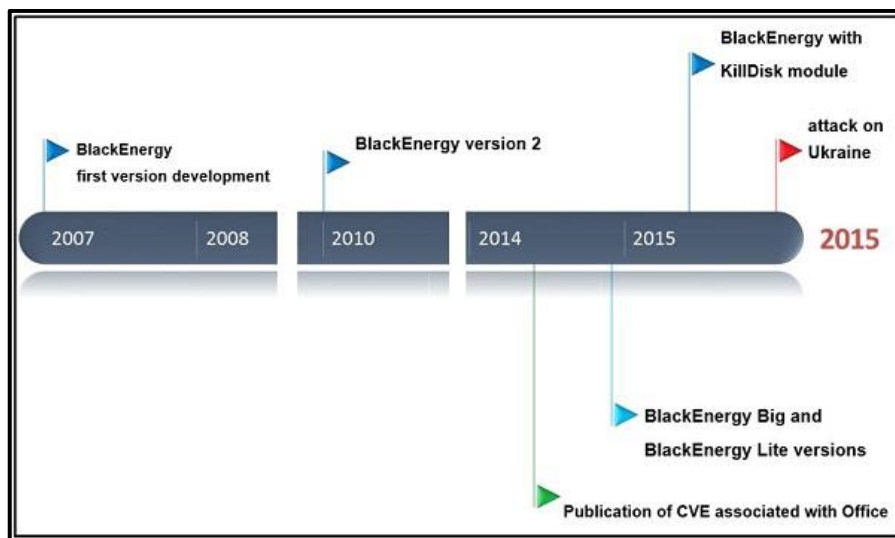 BlackEnergy with
KillDisk module
attack on
Ukraine
BlackEnergy
first version development
BlackEnergy version 2
2007
2008
2010
2014
2015
2015
BlackEnergy Big and
BlackEnergy Lite versions
Publication of CVE associated with Office